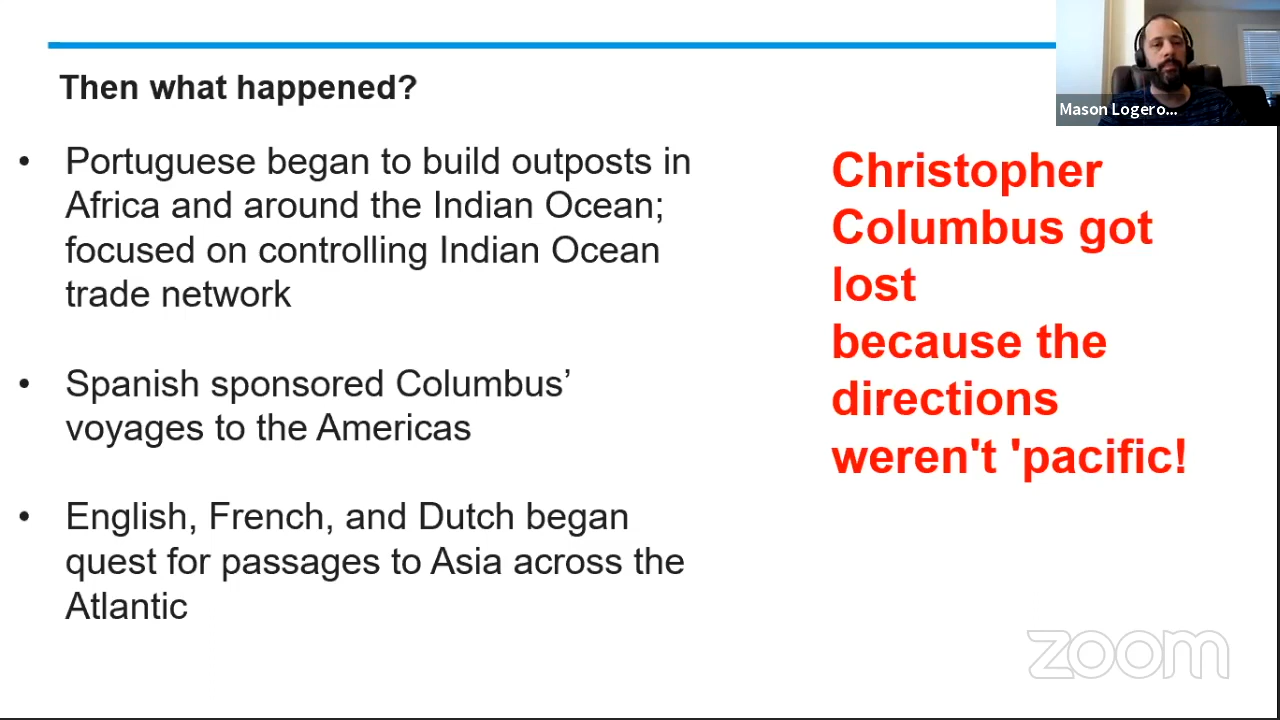 Then what happened?
Mason Logero...
• Portuguese began to build outposts in
Africa and around the Indian Ocean;
focused on controlling Indian Ocean
trade network
• Spanish sponsored Columbus’
voyages to the Americas
• English, French, and Dutch began
quest for passages to Asia across the
Atlantic
Christopher
Columbus got
lost
because the
directions
weren't 'pacific!
zoom